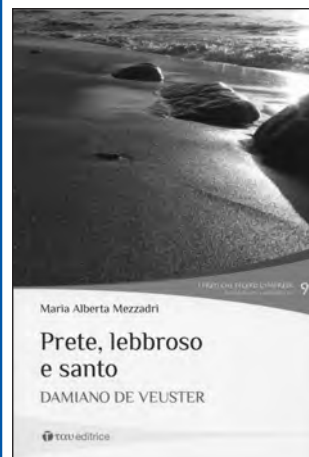 9
Maria Alberta Mezzadri
Prete, lebbroso
e santo
DAMIANO DE VEUSTER
tau editrice